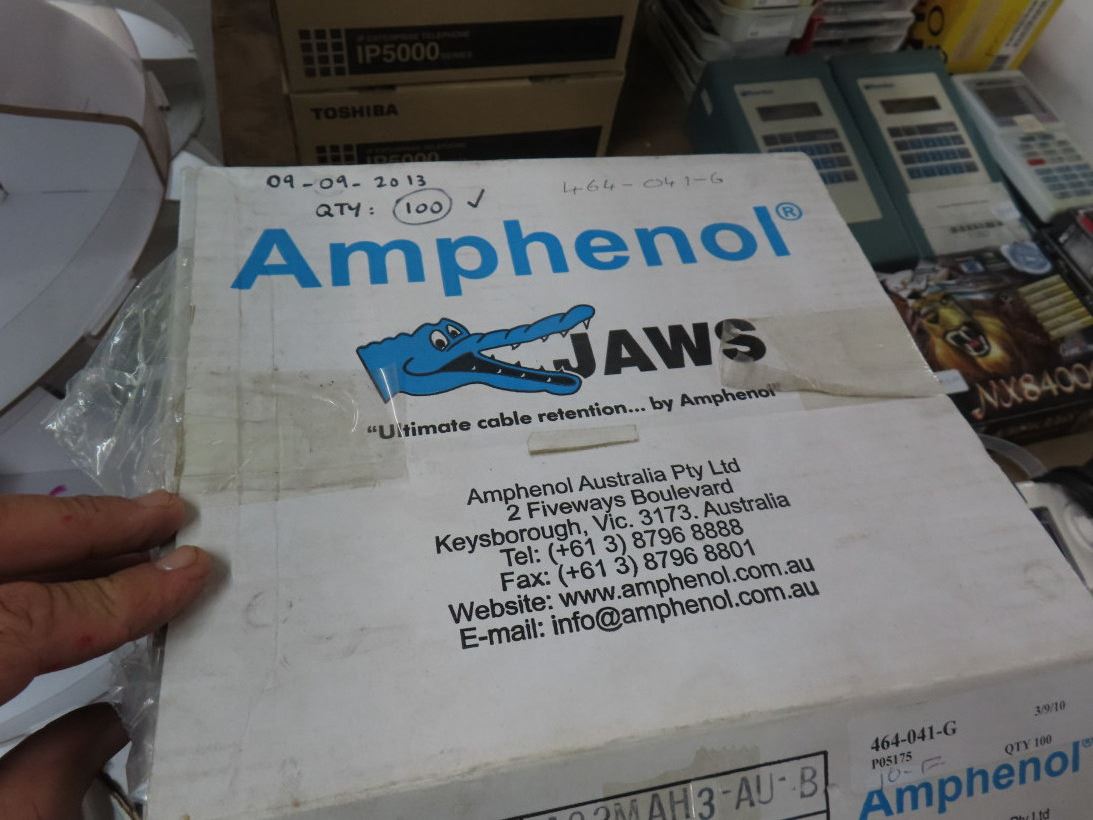 IP5000 SERIES
TOSHIBA
IP5000
09-09-2013
464-041-G
QTY: 100 ✓
Amphenol®
JAWS
"Ultimate cable retention... by Amphenol®
Amphenol Australia Pty Ltd
2 Fiveways Boulevard
Keysborough, Vic. 3173. Australia
Tel: (+61 3) 8796 8888
Fax: (+61 3) 8796 8801
Website: www.amphenol.com.au
E-mail: info@amphenol.com.au
NX8400
464-041-G
3/9/10
P05175
QTY 100
Amphenol®
MAH3-AU-B